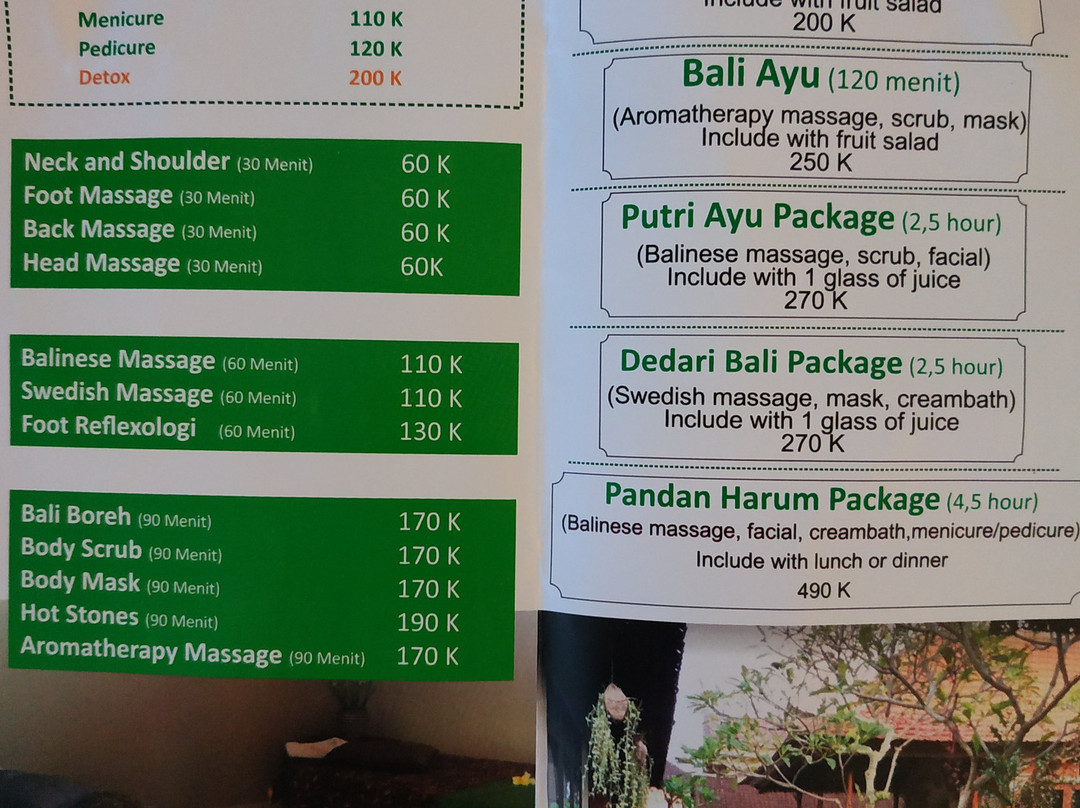 Menicure 110 K
Pedicure 120 K
Detox 200 K
Neck and Shoulder (30 Menit) 60 K
Foot Massage (30 Menit) 60 K
Back Massage (30 Menit) 60 K
Head Massage (30 Menit) 60K
Balinese Massage (60 Menit) 110 K
Swedish Massage (60 Menit) 110 K
Foot Reflexologi (60 Menit) 130 K
Bali Boreh (90 Menit) 170 K
Body Scrub (90 Menit) 170 K
Body Mask (90 Menit) 170 K
Hot Stones (90 Menit) 190 K
Aromatherapy Massage (90 Menit) 170 K
Include with fruit salad
200 K
Bali Ayu (120 menit)
(Aromatherapy massage, scrub, mask)
Include with fruit salad
250 K
Putri Ayu Package (2,5 hour)
(Balinese massage, scrub, facial)
Include with 1 glass of juice
270 K
Dedari Bali Package (2,5 hour)
(Swedish massage, mask, creambath)
Include with 1 glass of juice
270 K
Pandan Harum Package (4,5 hour)
(Balinese massage, facial, creambath,menicure/pedicure)
Include with lunch or dinner
490 K